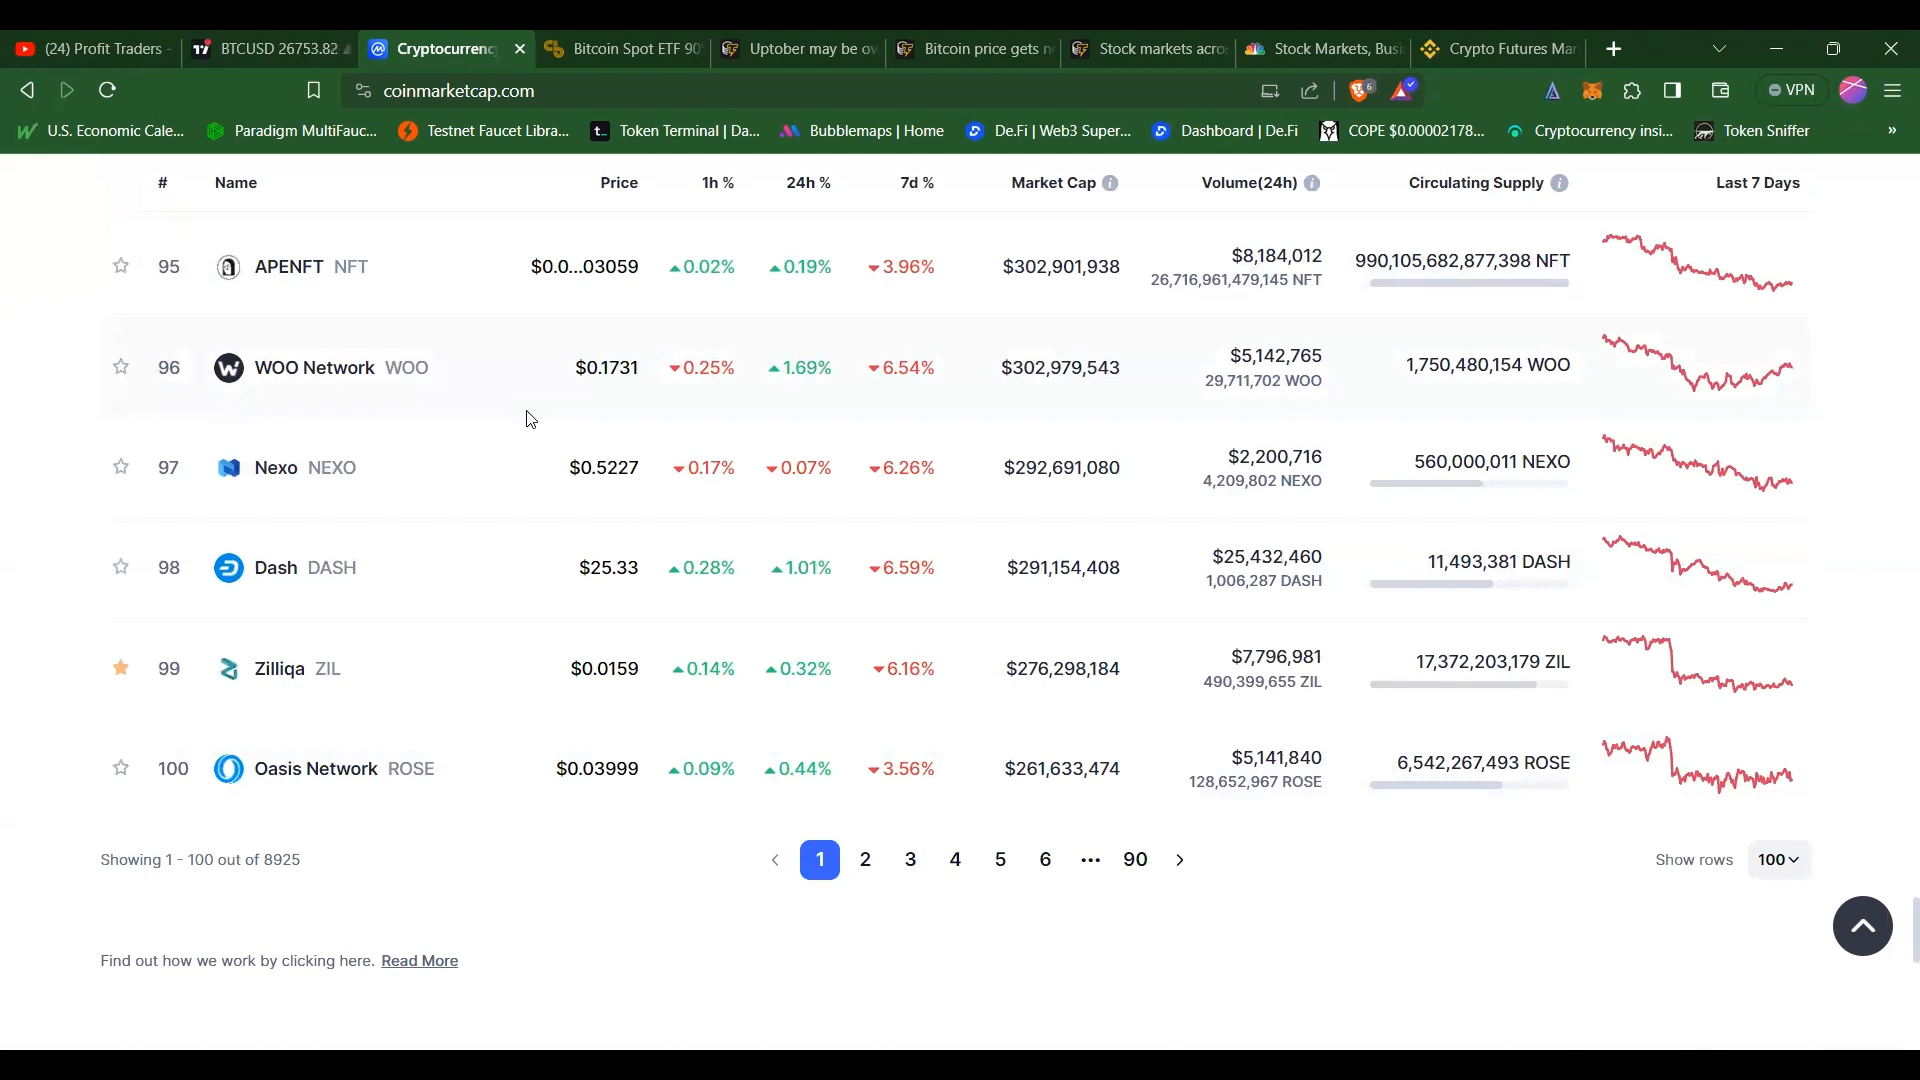 (24) Profit Traders - BTCUSD 26753.82 Cryptocurrenc Bitcoin Spot ETF 90% Uptober may be ov Bitcoin price gets n Stock markets acro Stock Markets, Busi Crypto Futures Mar
coinmarketcap.com 6 VPN
U.S. Economic Cale... Paradigm MultiFauc... Testnet Faucet Libra... t_ Token Terminal | Da... Bubblemaps | Home De.Fi | Web3 Super... Dashboard | De.Fi COPE $0.00002178... Cryptocurrency insi... Token Sniffer »
# Name Price 1h % 24h % 7d % Market Cap Volume(24h) Circulating Supply Last 7 Days
95 APENFT NFT $0.0...03059 0.02% 0.19% 3.96% $302,901,938 $8,184,012 990,105,682,877,398 NFT
26,716,961,479,145 NFT
96 WOO Network WOO $0.1731 0.25% 1.69% 6.54% $302,979,543 $5,142,765 1,750,480,154 WOO
29,711,702 WOO
97 Nexo NEXO $0.5227 0.17% 0.07% 6.26% $292,691,080 $2,200,716 560,000,011 NEXO
4,209,802 NEXO
98 Dash DASH $25.33 0.28% 1.01% 6.59% $291,154,408 $25,432,460 11,493,381 DASH
1,006,287 DASH
99 Zilliqa ZIL $0.0159 0.14% 0.32% 6.16% $276,298,184 $7,796,981 17,372,203,179 ZIL
490,399,655 ZIL
100 Oasis Network ROSE $0.03999 0.09% 0.44% 3.56% $261,633,474 $5,141,840 6,542,267,493 ROSE
128,652,967 ROSE
Showing 1 - 100 out of 8925 1 2 3 4 5 6 ••• 90 Show rows 100
Find out how we work by clicking here. Read More